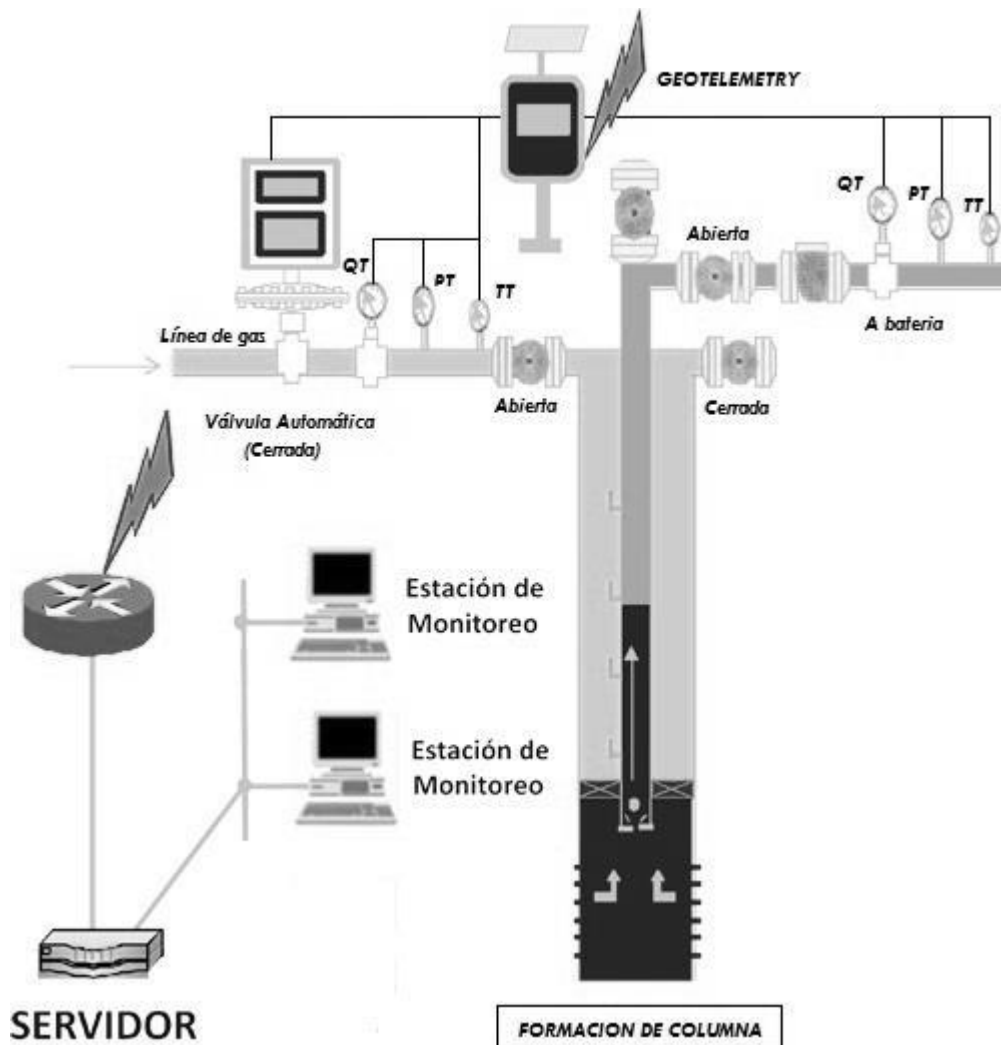 GEOTELEMETRY
QT
PT
TT
Abierta
QT
PT
TT
Línea de gas
A bateria
Abierta
Cerrada
Válvula Automática
(Cerrada)
Estación de
Monitoreo
Estación de
Monitoreo
SERVIDOR
FORMACION DE COLUMNA